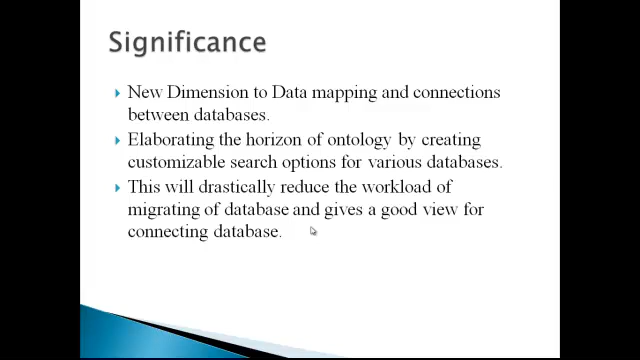 Significance
New Dimension to Data mapping and connections
between databases.
Elaborating the horizon of ontology by creating
customizable search options for various databases.
This will drastically reduce the workload of
migrating of database and gives a good view for
connecting database.